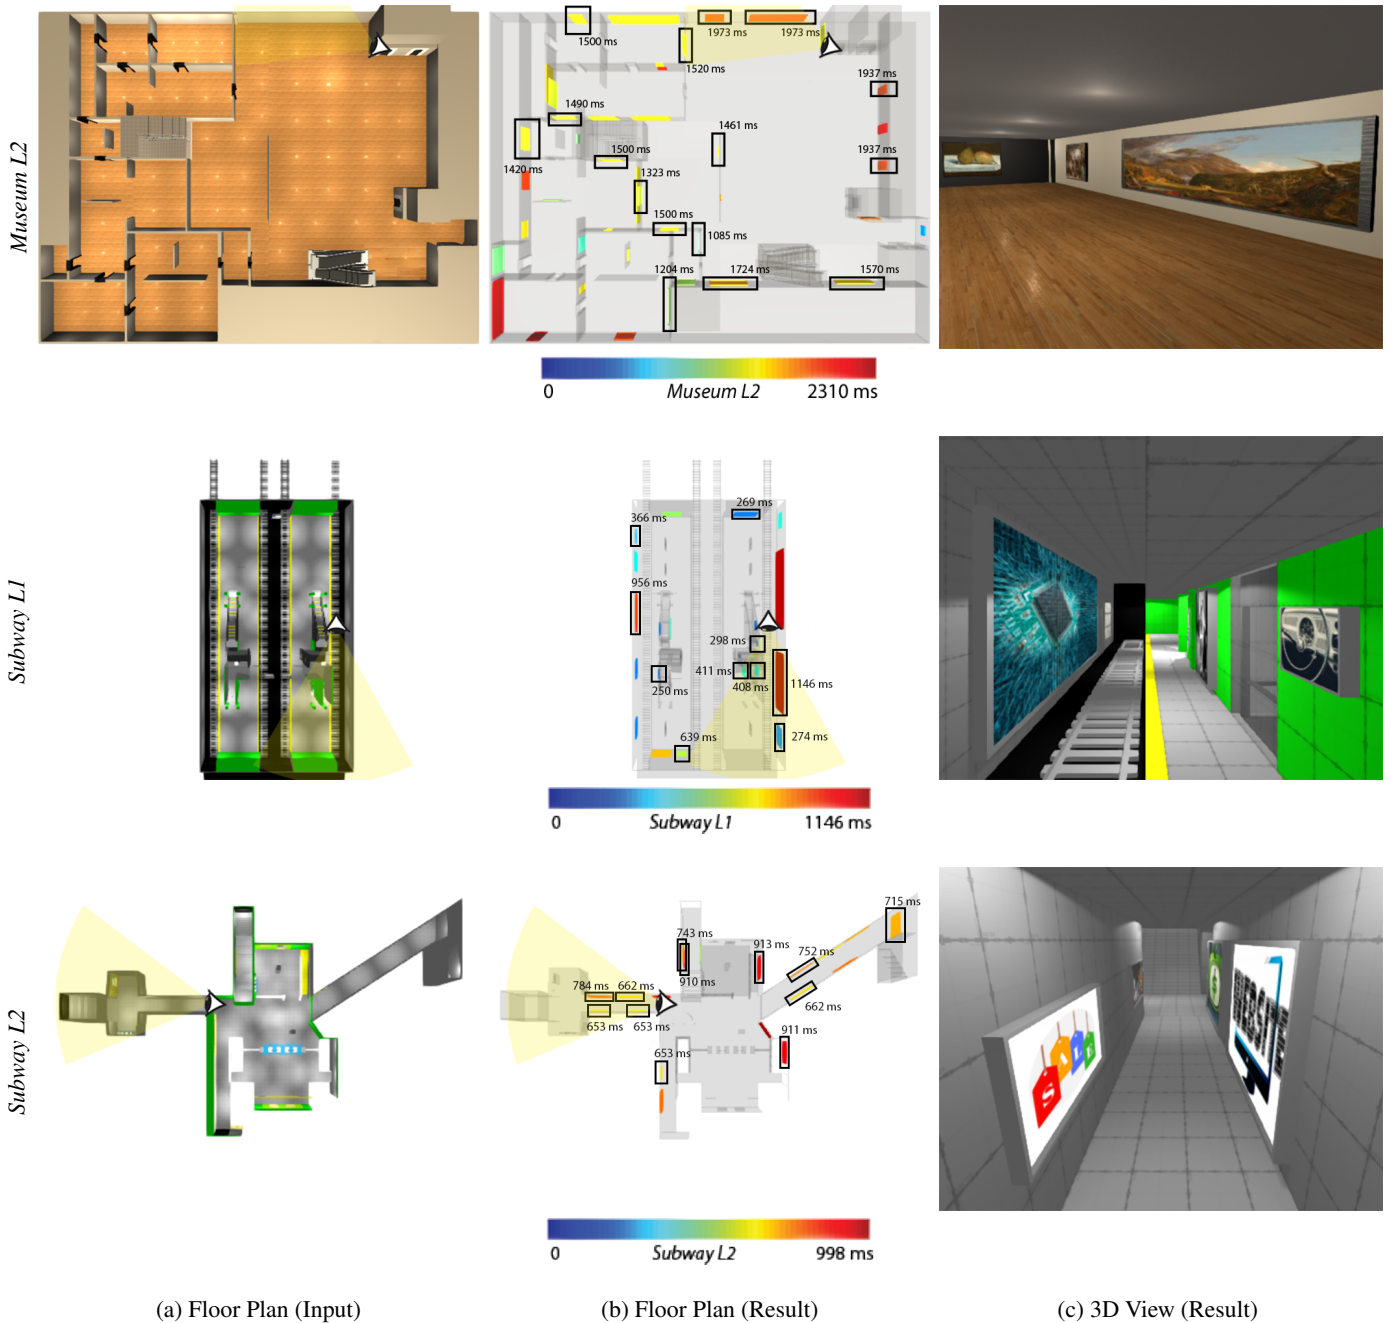 Museum L2
1500 ms
1973 ms
1973 ms
1520 ms
1937 ms
1490 ms
1461 ms
1420 ms
1500 ms
1937 ms
1323 ms
1500 ms
1085 ms
1204 ms
1724 ms
1570 ms
0
Museum L2
2310 ms
Subway L1
269 ms
366 ms
956 ms
298 ms
411 ms
408 ms
250 ms
1146 ms
639 ms
274 ms
0
Subway L1
1146 ms
Subway L2
715 ms
743 ms
913 ms
752 ms
910 ms
784 ms
662 ms
662 ms
653 ms
653 ms
911 ms
653 ms
0
Subway L2
998 ms
(a) Floor Plan (Input)
(b) Floor Plan (Result)
(c) 3D View (Result)